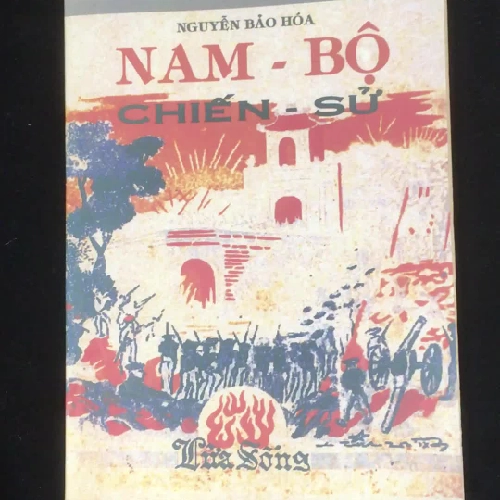 NGUYỄN BẢO HÓA
NAM - BỘ
CHIẾN - SỬ
Lửa Sống